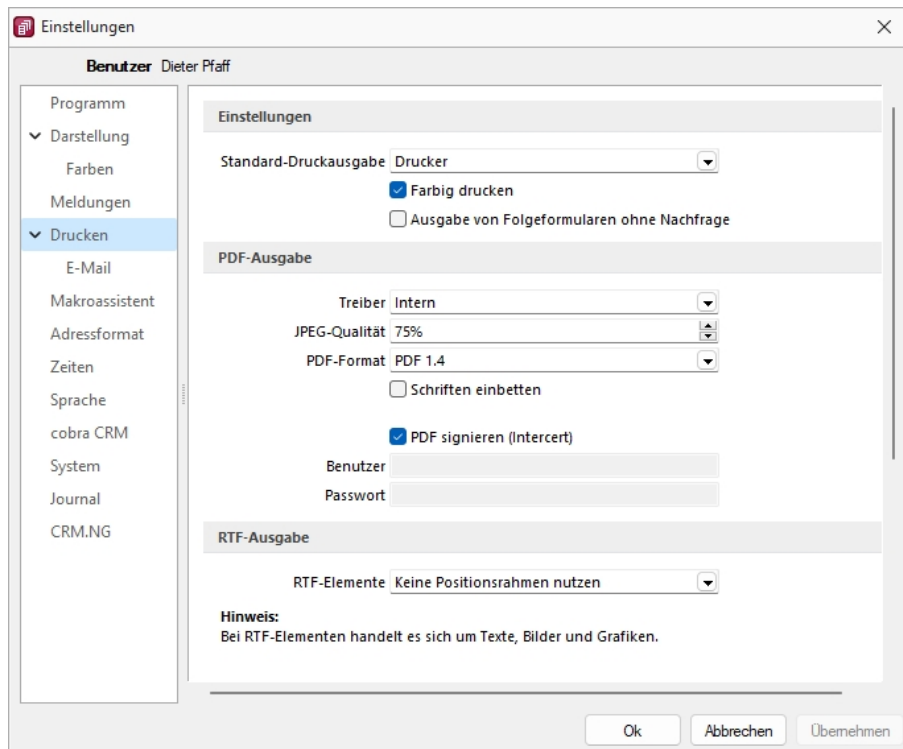 Einstellungen
Benutzer Dieter Pfaff
Programm
Darstellung
Farben
Meldungen
Drucken
E-Mail
Makroassistent
Adressformat
Zeiten
Sprache
cobra CRM
System
Journal
CRM.NG
Einstellungen
Standard-Druckausgabe Drucker
Farbig drucken
Ausgabe von Folgeformularen ohne Nachfrage
PDF-Ausgabe
Treiber Intern
JPEG-Qualität 75%
PDF-Format PDF 1.4
Schriften einbetten
PDF signieren (Intercert)
Benutzer
Passwort
RTF-Ausgabe
RTF-Elemente Keine Positionsrahmen nutzen
Hinweis:
Bei RTF-Elementen handelt es sich um Texte, Bilder und Grafiken.
Ok Abbrechen Übernehmen